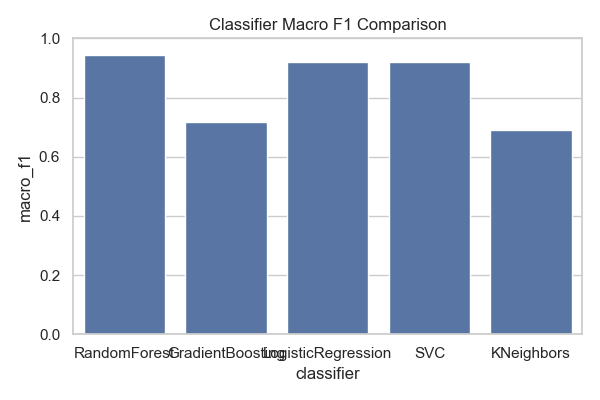 Classifier Macro F1 Comparison
macro_f1
1.0
0.8
0.6
0.4
0.2
0.0
RandomForest GradientBoosting LogisticRegression SVC KNeighbors
classifier